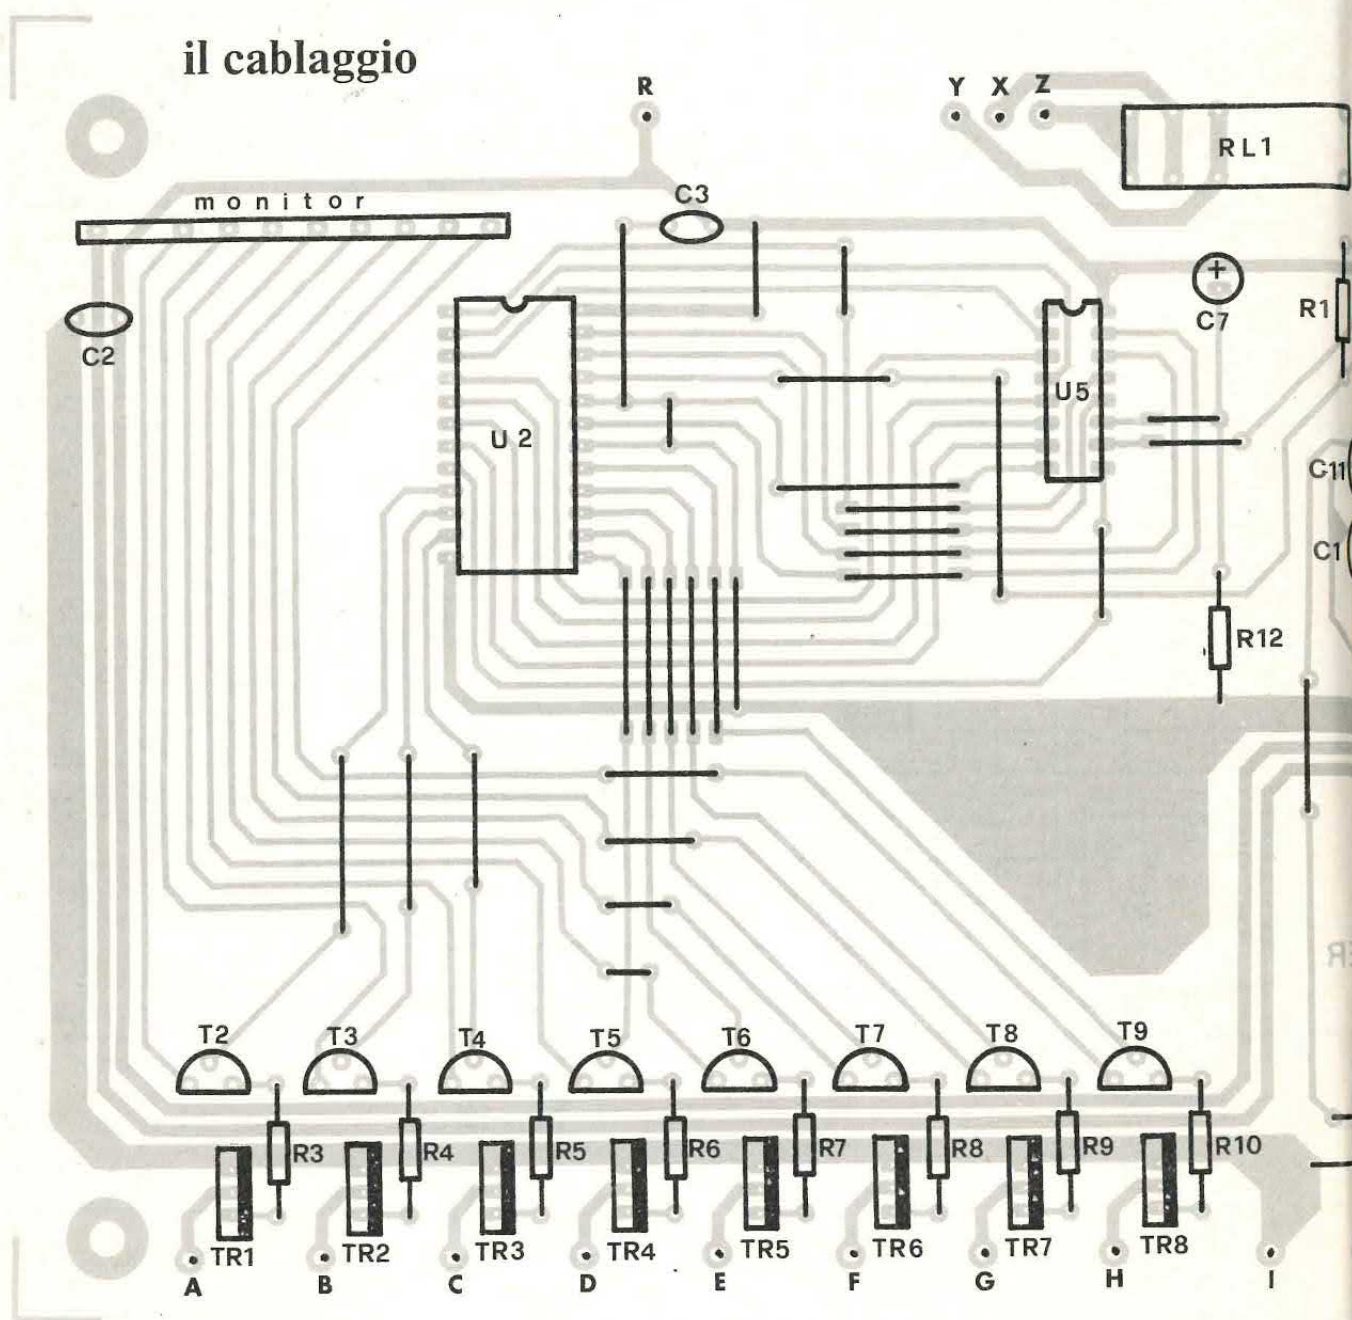 il cablaggio
R
Y X Z
RL1
monitor
C3
C2
C7
R1
U2
U5
C11
C1
R12
T2 T3 T4 T5 T6 T7 T8 T9
R3 R4 R5 R6 R7 R8 R9 R10
TR1 TR2 TR3 TR4 TR5 TR6 TR7 TR8
A B C D E F G H I